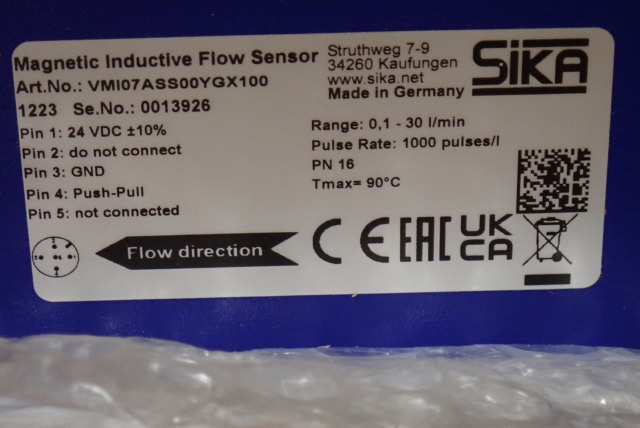 Magnetic Inductive Flow Sensor
Art.No.: VMI07ASS00YGX100
1223 Se.No.: 0013926
Pin 1: 24 VDC ±10%
Pin 2: do not connect
Pin 3: GND
Pin 4: Push-Pull
Pin 5: not connected
Struthweg 7-9
34260 Kaufungen
www.sika.net
Made in Germany
SiKA
Range: 0,1 - 30 l/min
Pulse Rate: 1000 pulses/l
PN 16
Tmax= 90°C
Flow direction
CE EAC UK
CA